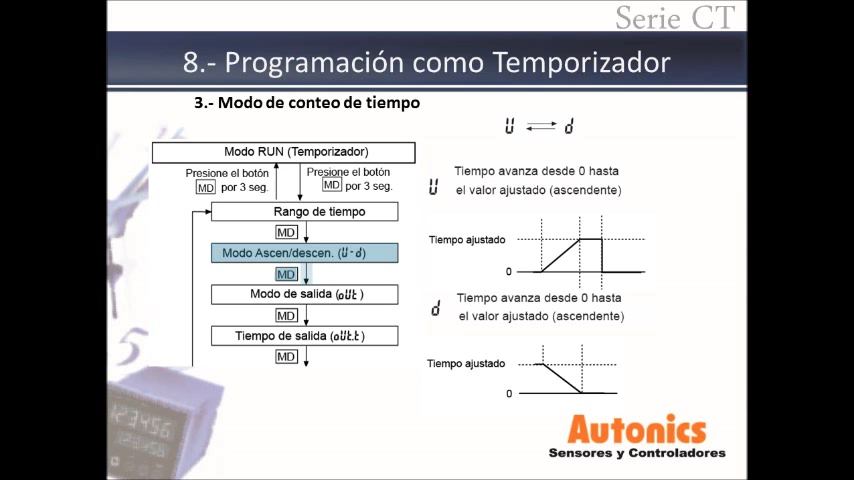 Serie CT
8.- Programación como Temporizador
3.- Modo de conteo de tiempo
U ⇄ d
Modo RUN (Temporizador)
Presione el botón
MD por 3 seg.
Presione el botón
MD por 3 seg.
Rango de tiempo
MD
Modo Ascen/descen. (U-d)
MD
Modo de salida (oUt)
MD
Tiempo de salida (oUt.t)
MD
U
Tiempo avanza desde 0 hasta
el valor ajustado (ascendente)
Tiempo ajustado
0
d
Tiempo avanza desde 0 hasta
el valor ajustado (ascendente)
Tiempo ajustado
0
5
123456
Autonics
Sensores y Controladores